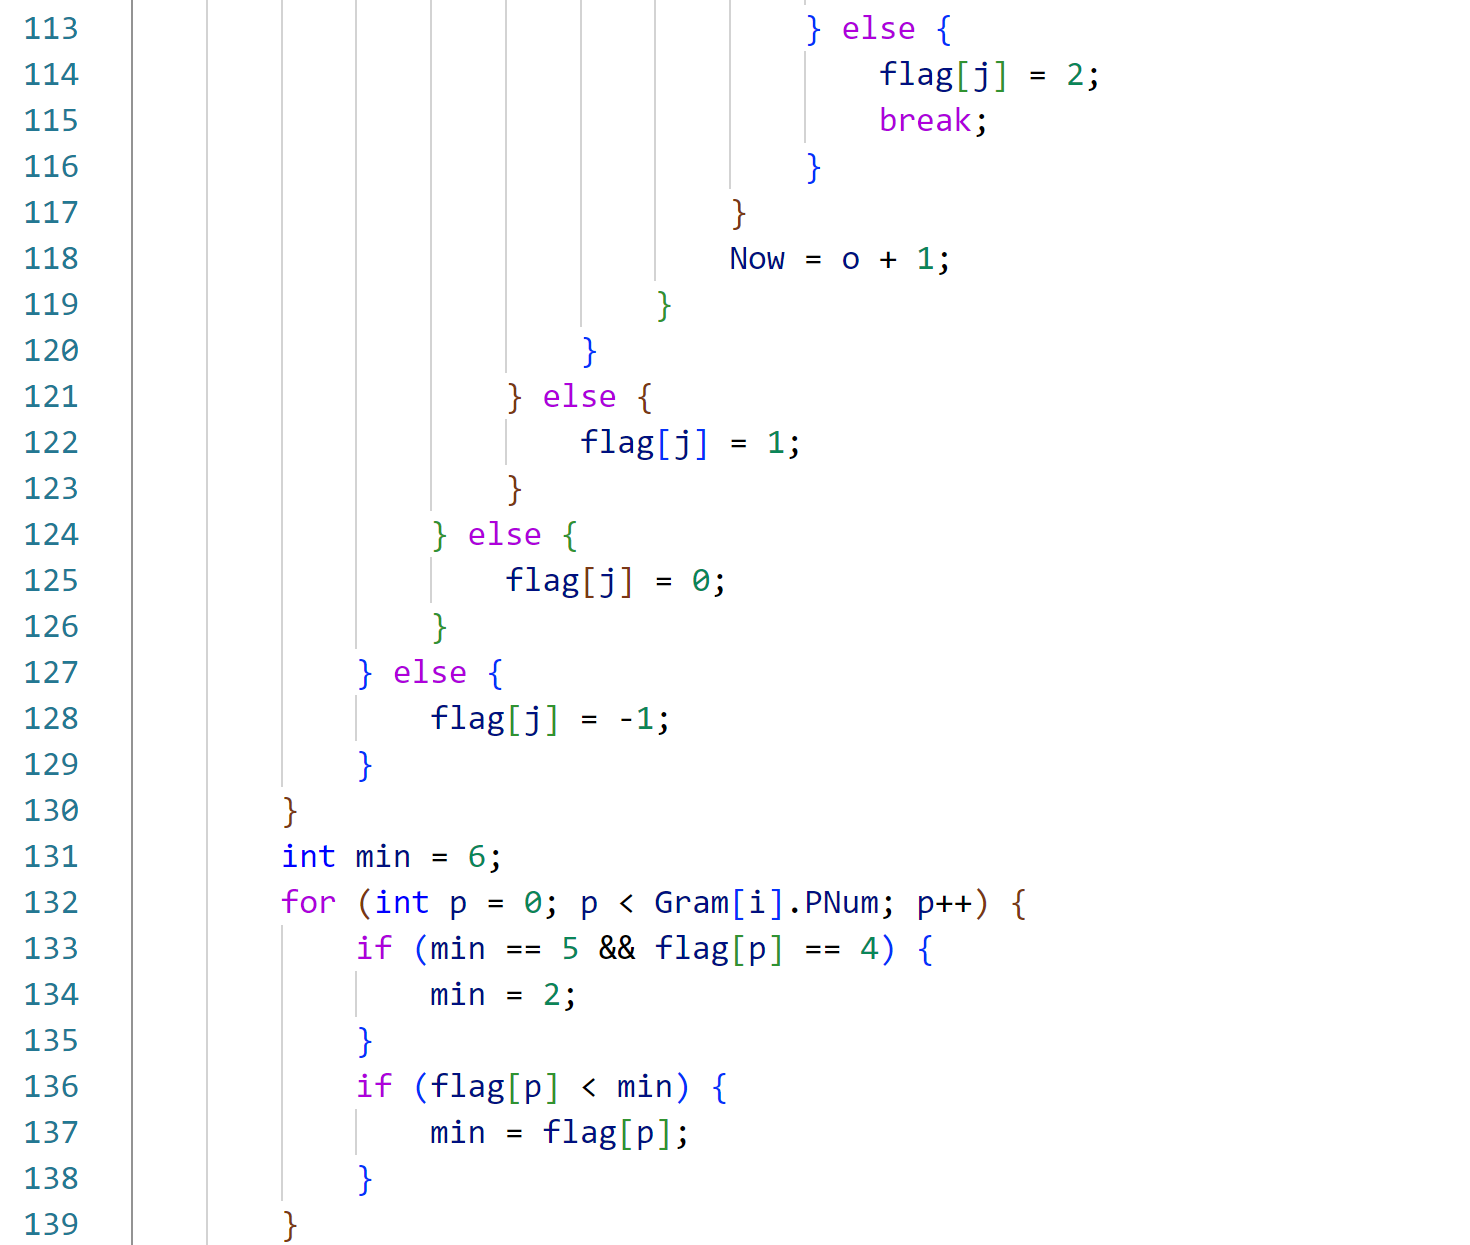 113                                        } else {
114                                            flag[j] = 2;
115                                            break;
116                                        }
117                                    }
118                                    Now = o + 1;
119                                }
120                            }
121                        } else {
122                            flag[j] = 1;
123                        }
124                    } else {
125                        flag[j] = 0;
126                    }
127                } else {
128                    flag[j] = -1;
129                }
130            }
131            int min = 6;
132            for (int p = 0; p < Gram[i].PNum; p++) {
133                if (min == 5 && flag[p] == 4) {
134                    min = 2;
135                }
136                if (flag[p] < min) {
137                    min = flag[p];
138                }
139            }